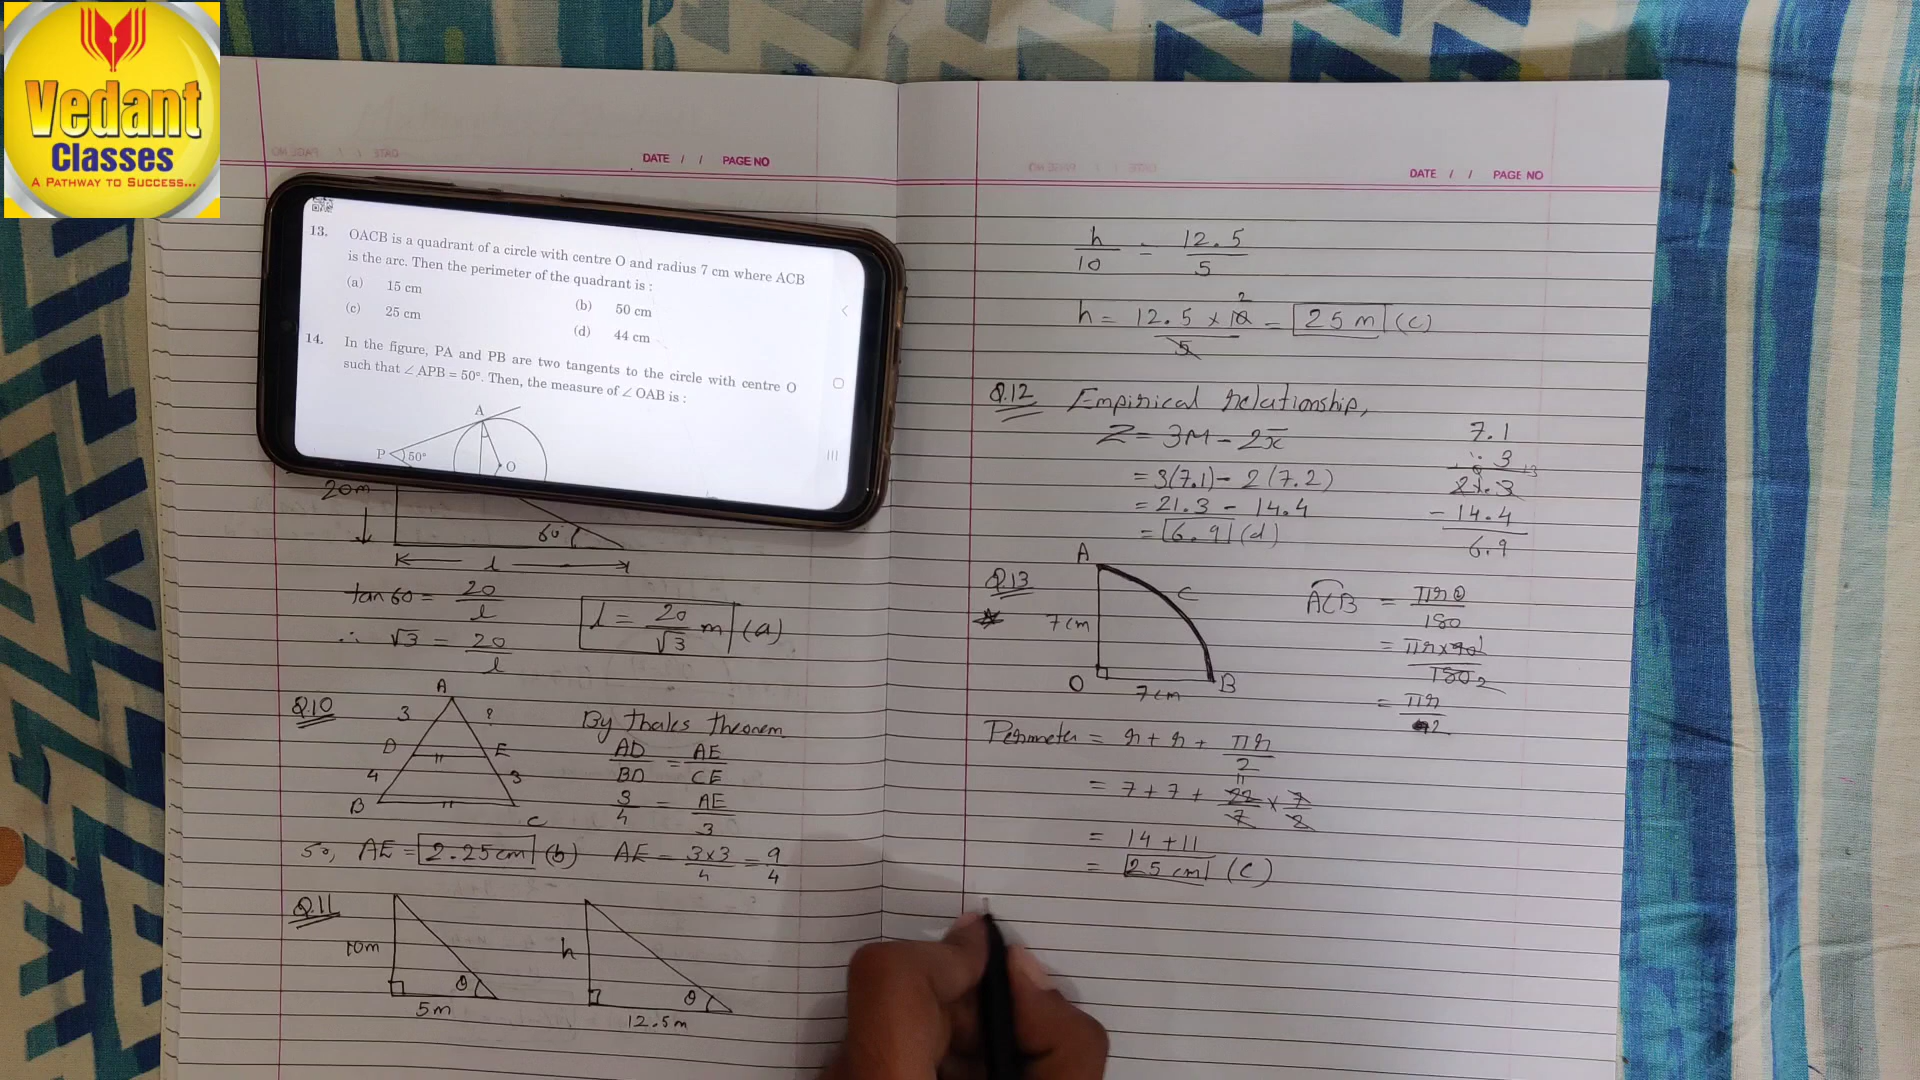 Vedant
Classes
A PATHWAY TO SUCCESS...
DATE / / PAGE NO
13. OACB is a quadrant of a circle with centre O and radius 7 cm where ACB
is the arc. Then the perimeter of the quadrant is :
(a) 15 cm
(b) 50 cm
(c) 25 cm
(d) 44 cm
14. In the figure, PA and PB are two tangents to the circle with centre O
such that ∠ APB = 50°. Then, the measure of ∠ OAB is :
A
P 50°
O
20m
60°
l
tan 60 = 20/l
∴ √3 = 20/l
l = 20/√3 m (a)
Q.10
A
3 ?
D E
4 3
B C
By thales theorem
AD/BD = AE/CE
3/4 = AE/3
So, AE = 2.25cm (b) AE = 3×3/4 = 9/4
Q.11
10m θ
5m
h θ
12.5m
DATE / / PAGE NO
h/10 = 12.5/5
h = 12.5 × 10/5 = 25 m (c)
2
Q.12 Empirical relationship,
Z = 3M - 2x̅
= 3(7.1) - 2(7.2)
= 21.3 - 14.4
= 6.9 (d)
7.1
× 3
21.3
- 14.4
6.9
Q.13
A
C
7cm
O
7cm
B
ACB = πrθ/180
= πr×90/180 2
= πr/2
Perimeter = r + r + πr/2
= 7 + 7 + 22/7 × 7/2
11
= 14 + 11
= 25 cm (c)